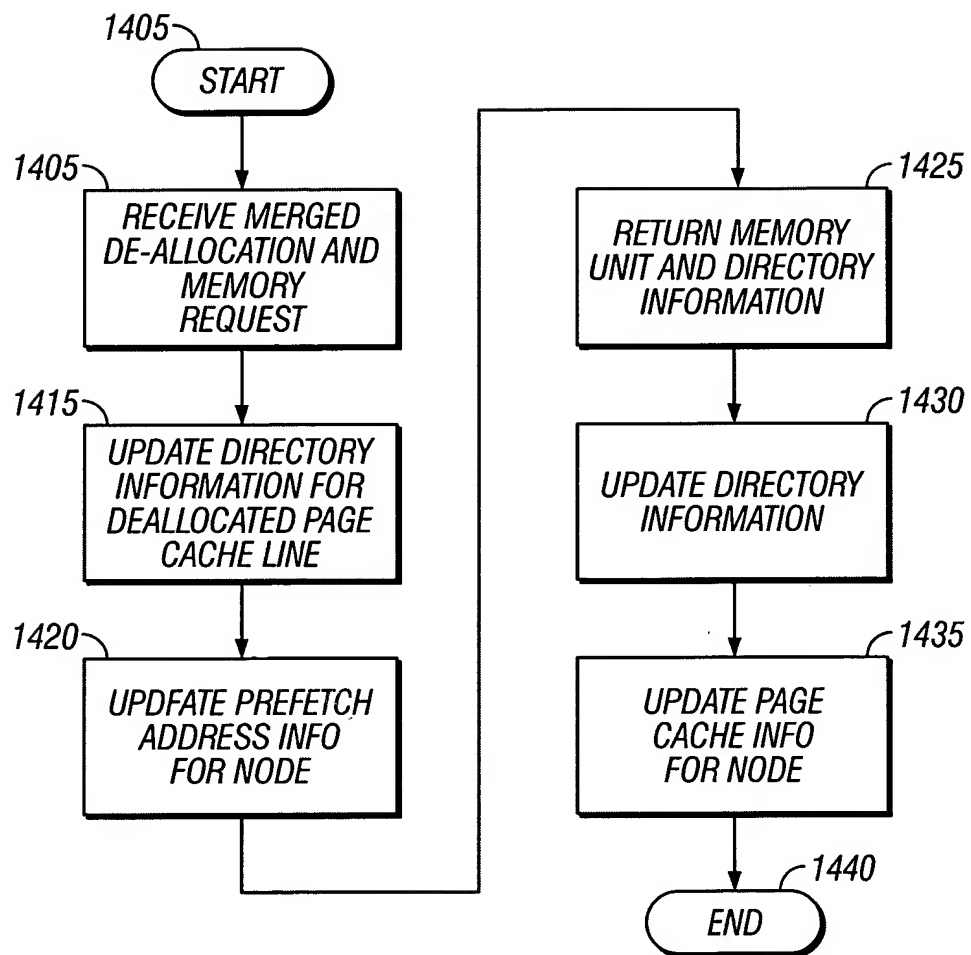 1405
START
1405
RECEIVE MERGED
DE-ALLOCATION AND
MEMORY
REQUEST
1415
UPDATE DIRECTORY
INFORMATION FOR
DEALLOCATED PAGE
CACHE LINE
1420
UPDFATE PREFETCH
ADDRESS INFO
FOR NODE
1425
RETURN MEMORY
UNIT AND DIRECTORY
INFORMATION
1430
UPDATE DIRECTORY
INFORMATION
1435
UPDATE PAGE
CACHE INFO
FOR NODE
1440
END